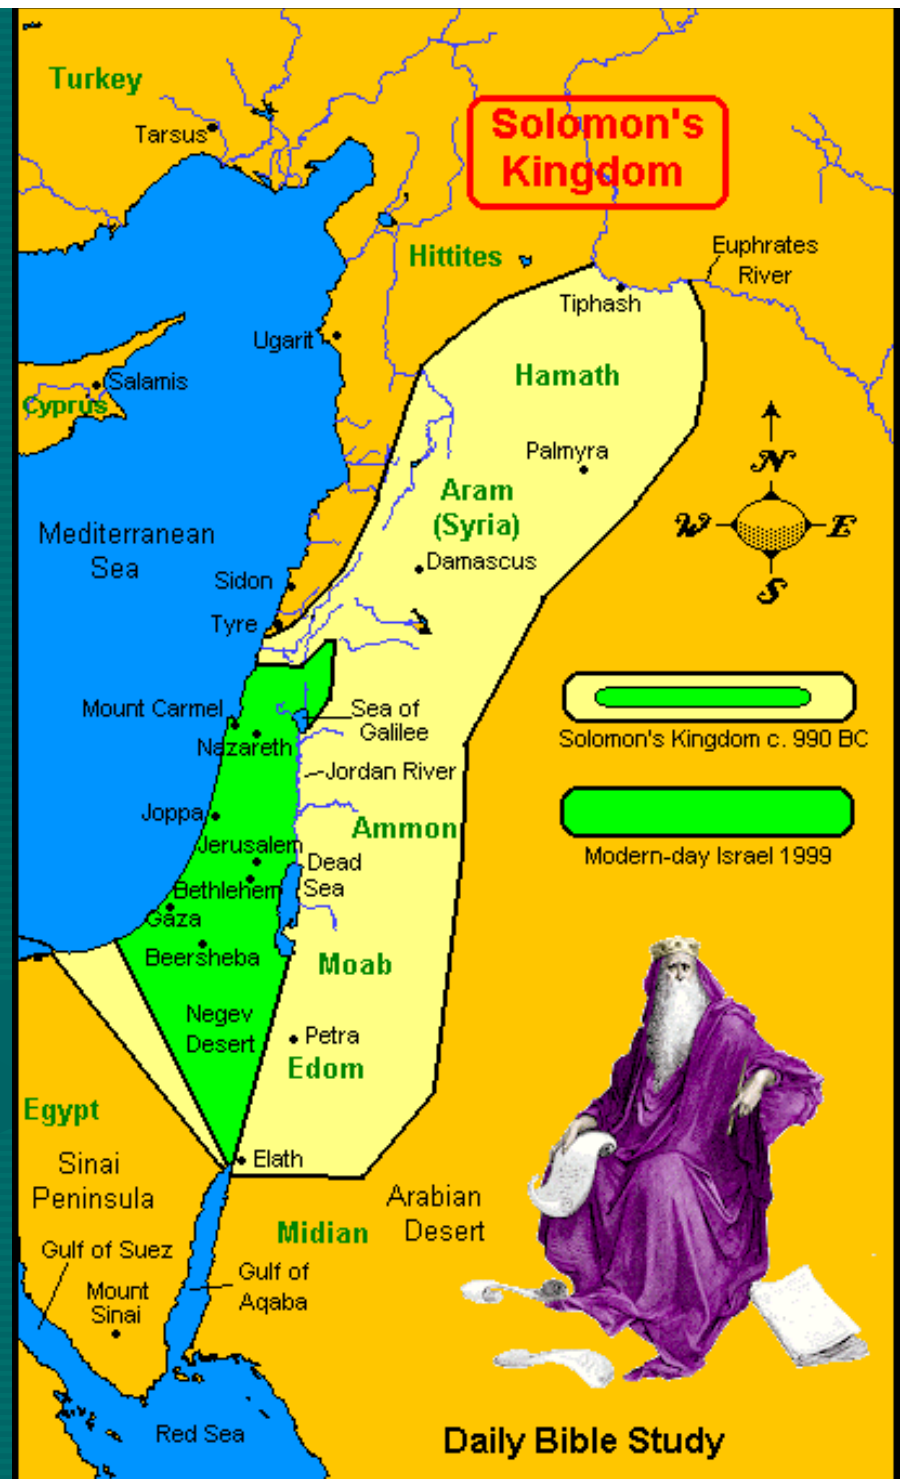 Turkey
Tarsus
Solomon's
Kingdom
Hittites
Euphrates
River
Tiphash
Ugarit
Hamath
Salamis
Cyprus
Palmyra
N
Aram
(Syria)
W
E
S
Mediterranean
Sea
Damascus
Sidon
Tyre
Mount Carmel
Sea of
Galilee
Nazareth
Solomon's Kingdom c. 990 BC
Jordan River
Joppa
Ammon
Jerusalem
Modern-day Israel 1999
Dead
Sea
Bethlehem
Gaza
Beersheba
Moab
Negev
Desert
Petra
Edom
Egypt
Elath
Sinai
Peninsula
Arabian
Desert
Midian
Gulf of Suez
Gulf of
Aqaba
Mount
Sinai
Red Sea
Daily Bible Study